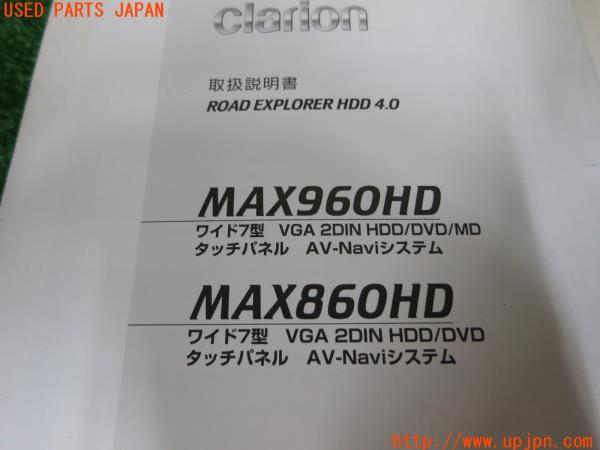 USED PARTS JAPAN
clarion
取扱説明書
ROAD EXPLORER HDD 4.0
MAX960HD
ワイド7型 VGA 2DIN HDD/DVD/MD
タッチパネル AV-Naviシステム
MAX860HD
ワイド7型 VGA 2DIN HDD/DVD
タッチパネル AV-Naviシステム
http://www.upjpn.com/